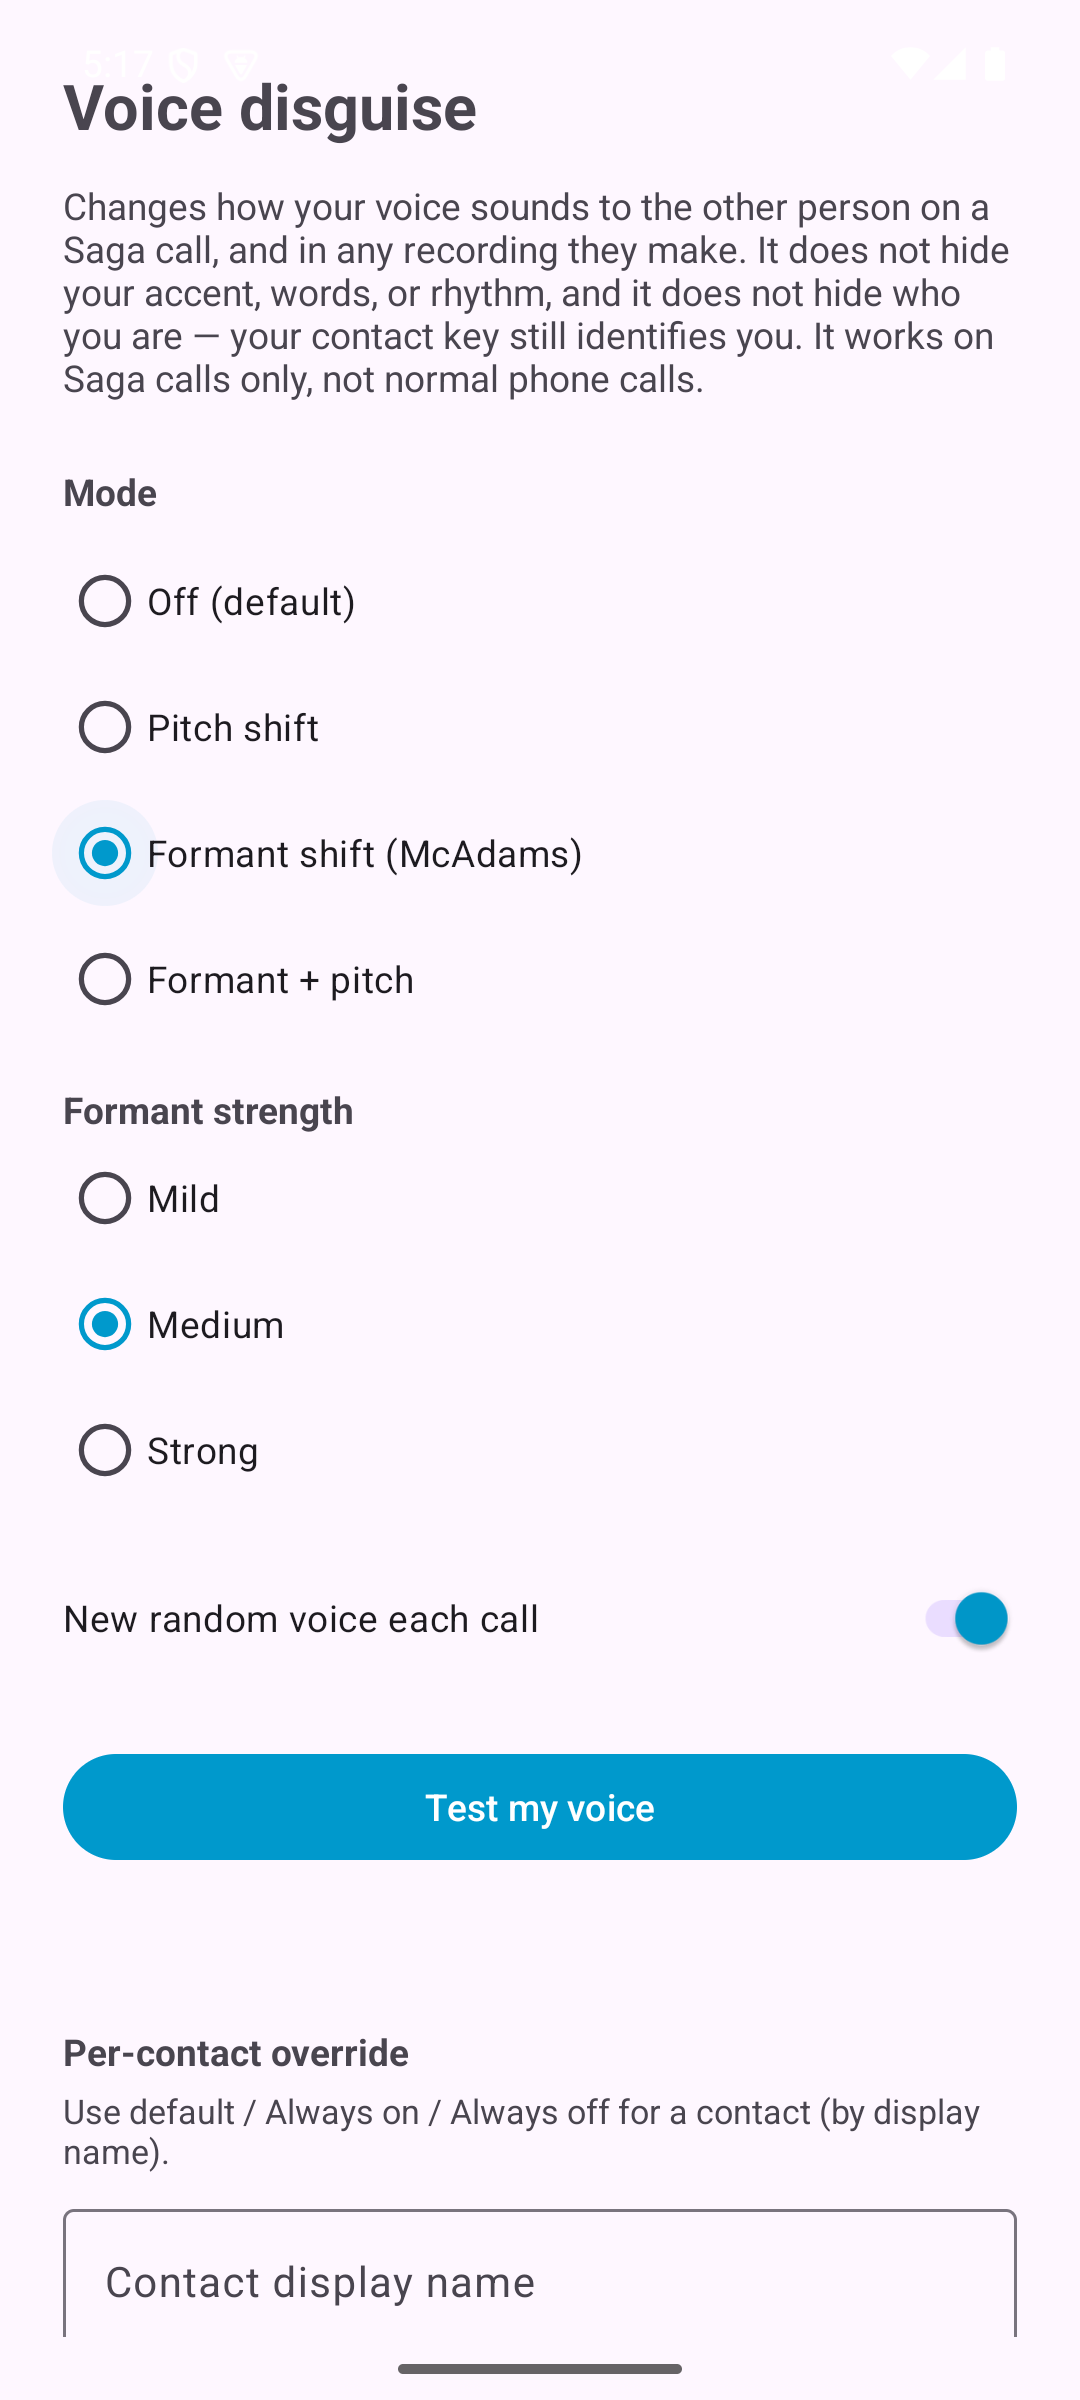 5:17
Voice disguise
Changes how your voice sounds to the other person on a
Saga call, and in any recording they make. It does not hide
your accent, words, or rhythm, and it does not hide who
you are — your contact key still identifies you. It works on
Saga calls only, not normal phone calls.
Mode
Off (default)
Pitch shift
Formant shift (McAdams)
Formant + pitch
Formant strength
Mild
Medium
Strong
New random voice each call
Test my voice
Per-contact override
Use default / Always on / Always off for a contact (by display
name).
Contact display name